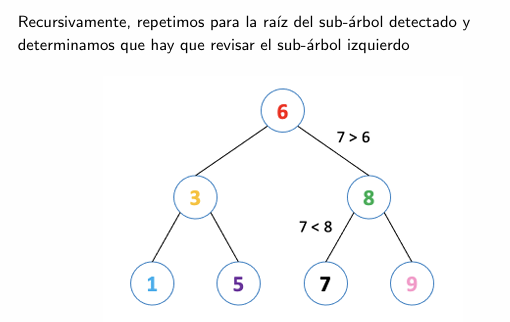 Recursivamente, repetimos para la raíz del sub-árbol detectado y
determinamos que hay que revisar el sub-árbol izquierdo
6
7 > 6
3
8
7 < 8
1
5
7
9